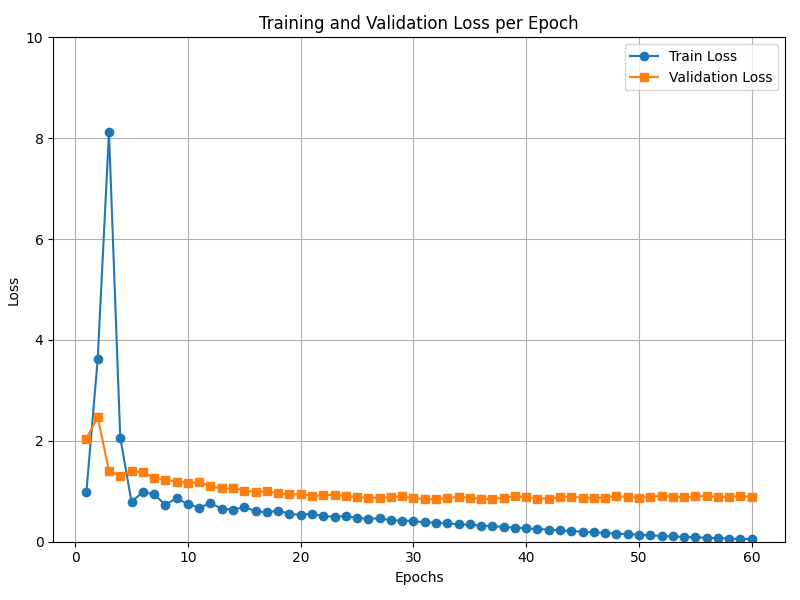 Training and Validation Loss per Epoch
10
8
6
4
2
0
Loss
Train Loss
Validation Loss
0 10 20 30 40 50 60
Epochs